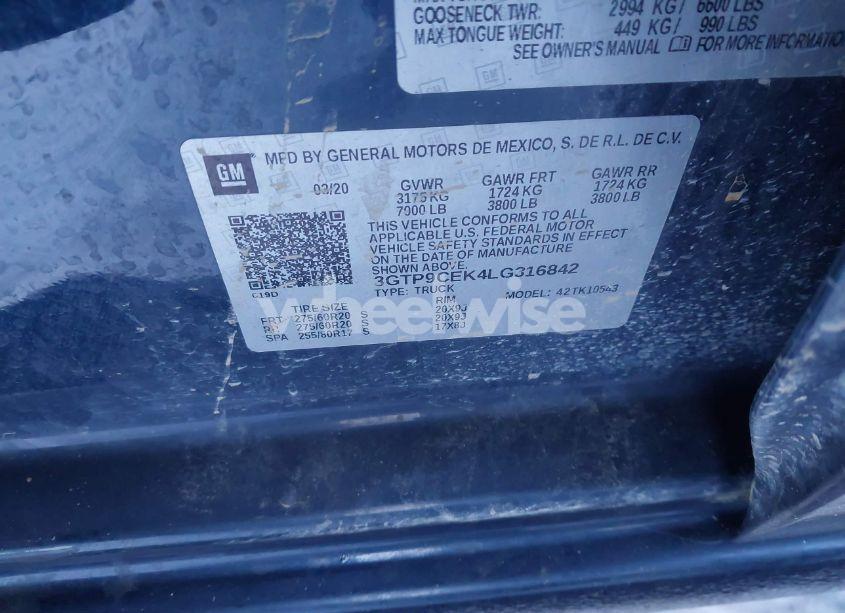 GOOSENECK TWR: 2994 KG/ 6600 LBS
MAX TONGUE WEIGHT: 449 KG/ 990 LBS
SEE OWNER'S MANUAL FOR MORE INFORMATION
GM MFD BY GENERAL MOTORS DE MEXICO, S. DE R.L. DE C.V.
03/20 GVWR GAWR FRT GAWR RR
3175 KG 1724 KG 1724 KG
7000 LB 3800 LB 3800 LB
THIS VEHICLE CONFORMS TO ALL
APPLICABLE U.S. FEDERAL MOTOR
VEHICLE SAFETY STANDARDS IN EFFECT
ON THE DATE OF MANUFACTURE
SHOWN ABOVE.
3GTP9CEK4LG316842
C19D TYPE: TRUCK MODEL: 42TK10543
TIRE SIZE RIM
FRT 275/60R20 S 20X9J
RR 275/60R20 S 20X9J
SPA 255/80R17 S 17X8J
wheelwise